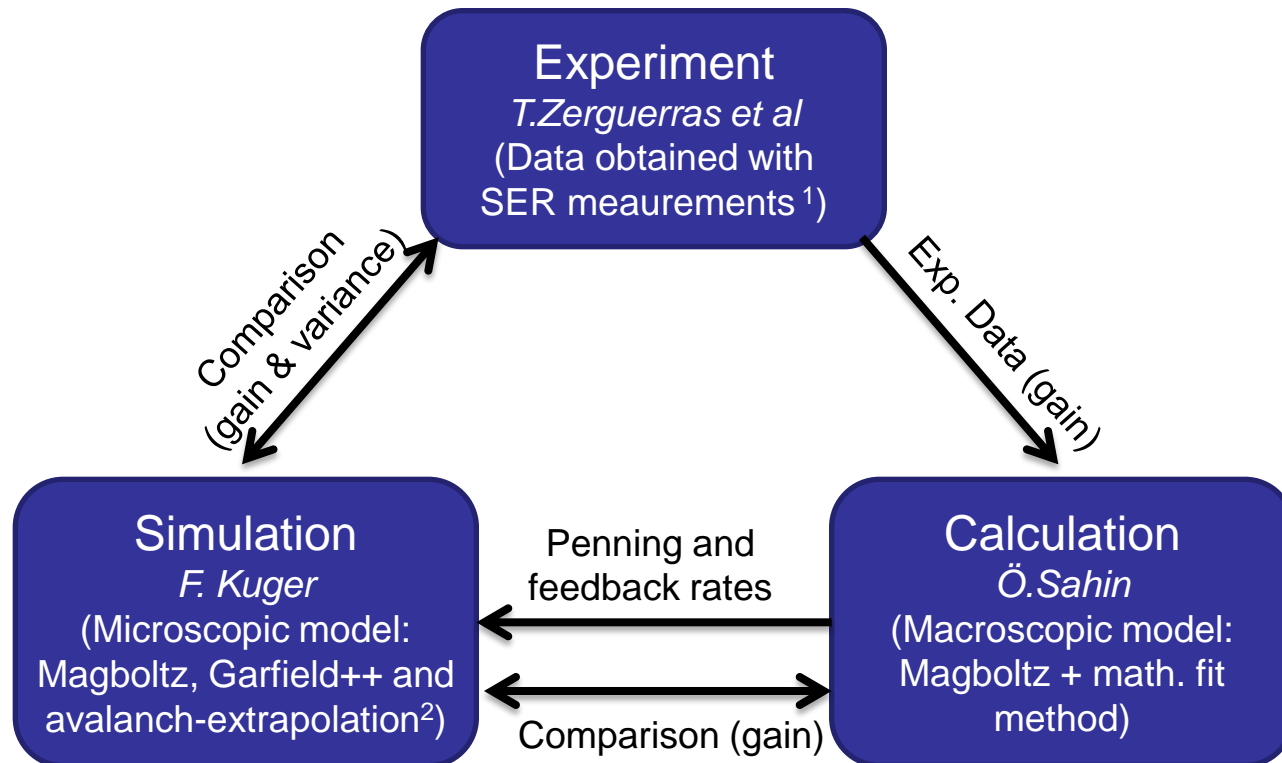 Experiment
T.Zerguerras et al
(Data obtained with
SER meaurements 1)
Comparison
(gain & variance)
Exp. Data (gain)
Simulation
F. Kuger
(Microscopic model:
Magboltz, Garfield++ and
avalanch-extrapolation2)
Penning and
feedback rates
Comparison (gain)
Calculation
Ö.Sahin
(Macroscopic model:
Magboltz + math. fit
method)